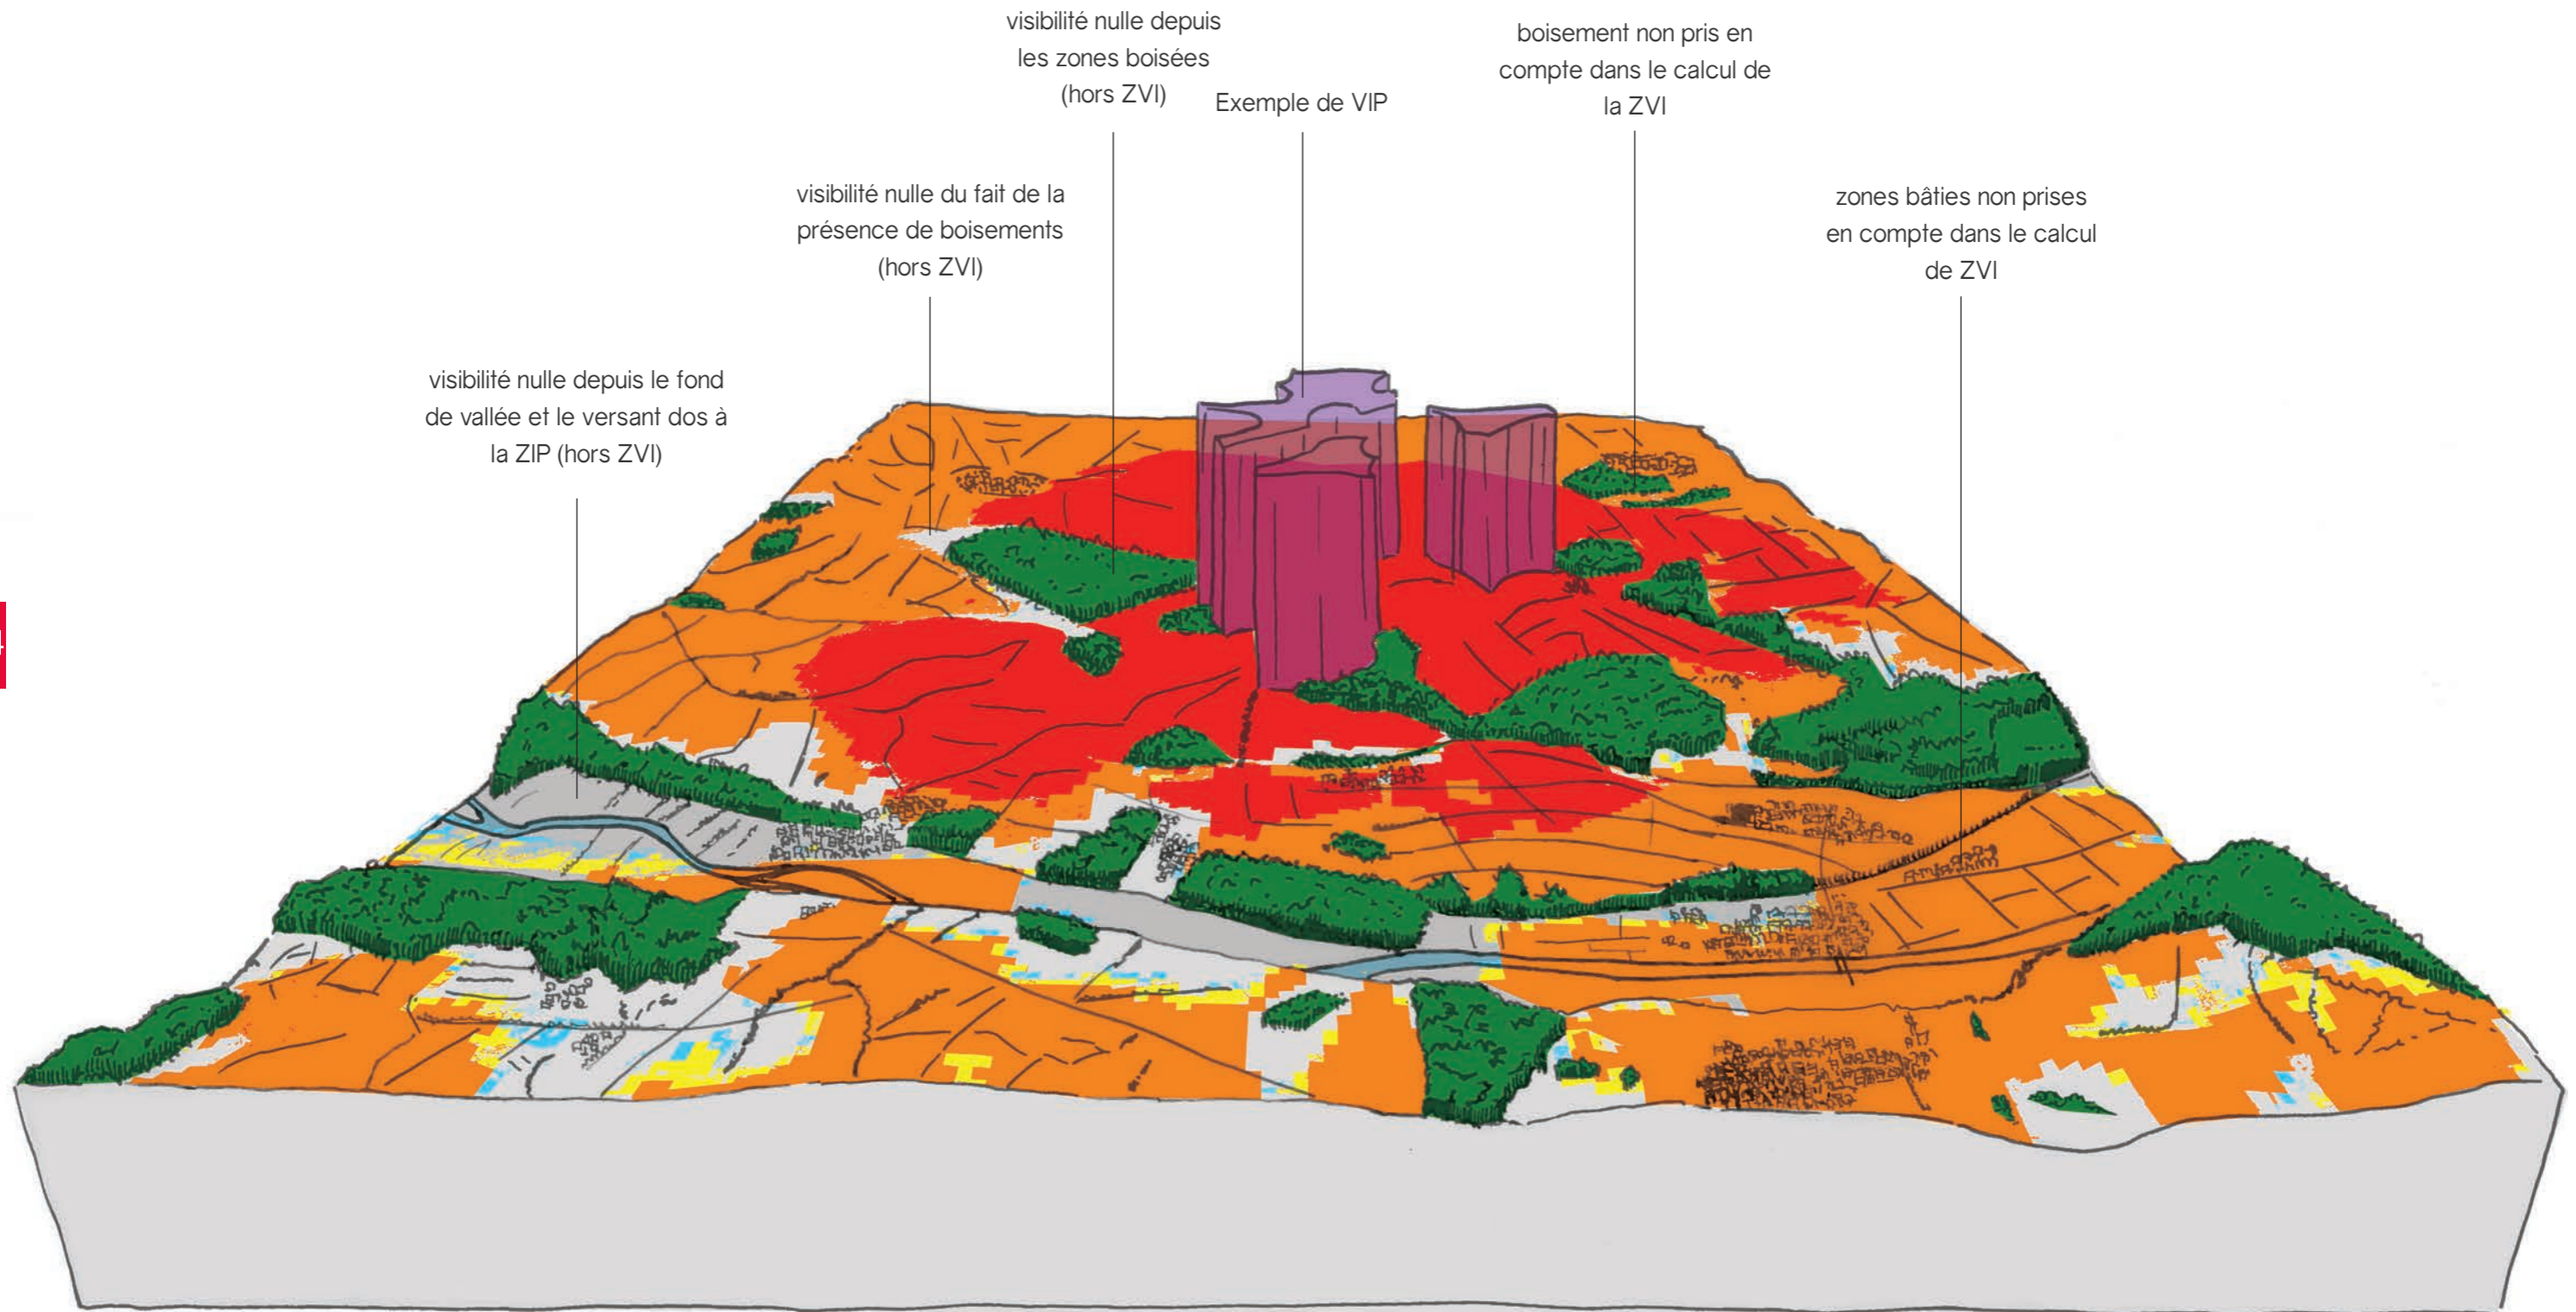 visibilité nulle depuis
les zones boisées
(hors ZVI)
Exemple de VIP
boisement non pris en
compte dans le calcul de
la ZVI
visibilité nulle du fait de la
présence de boisements
(hors ZVI)
zones bâties non prises
en compte dans le calcul
de ZVI
visibilité nulle depuis le fond
de vallée et le versant dos à
la ZIP (hors ZVI)